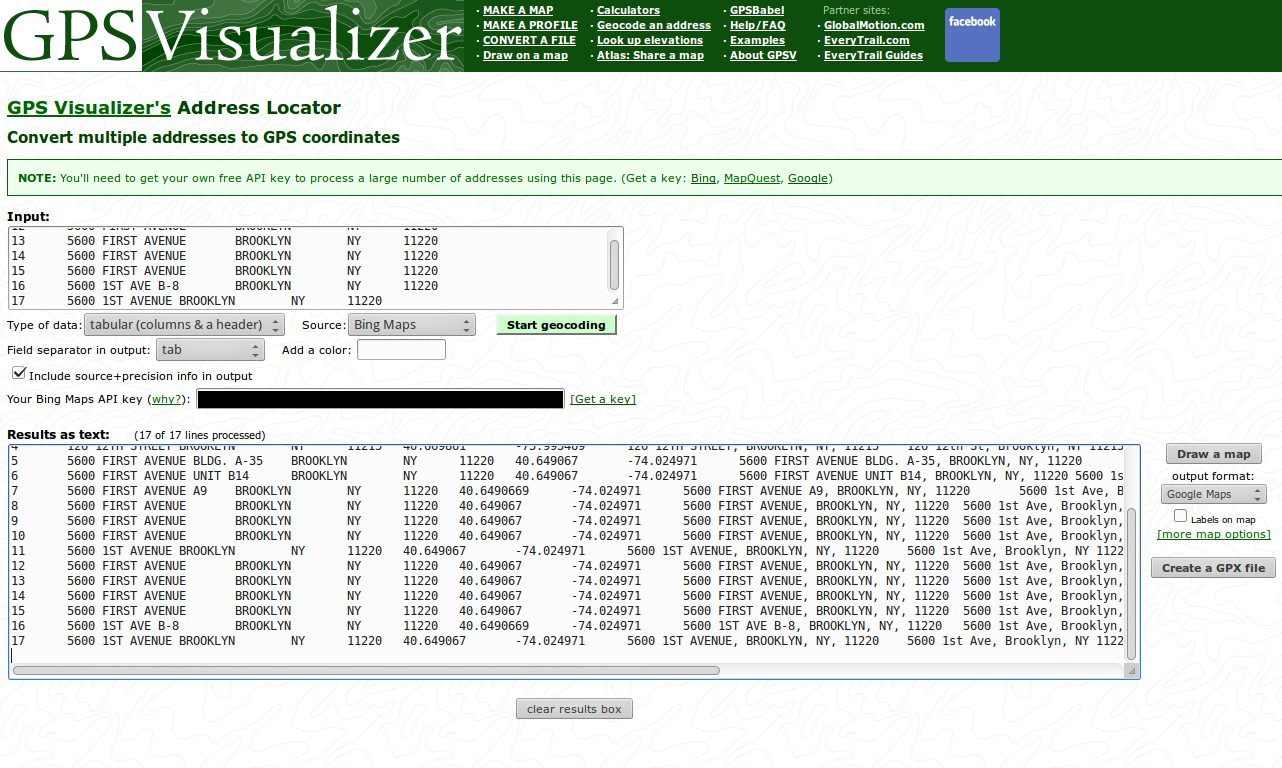 GPS Visualizer
· MAKE A MAP · Calculators · GPSBabel Partner sites:
· MAKE A PROFILE · Geocode an address · Help/FAQ · GlobalMotion.com
· CONVERT A FILE · Look up elevations · Examples · EveryTrail.com
· Draw on a map · Atlas: Share a map · About GPSV · EveryTrail Guides
facebook
GPS Visualizer's Address Locator
Convert multiple addresses to GPS coordinates
NOTE: You'll need to get your own free API key to process a large number of addresses using this page. (Get a key: Bing, MapQuest, Google)
Input:
12 5600 FIRST AVENUE BROOKLYN NY 11220
13 5600 FIRST AVENUE BROOKLYN NY 11220
14 5600 FIRST AVENUE BROOKLYN NY 11220
15 5600 FIRST AVENUE BROOKLYN NY 11220
16 5600 1ST AVE B-8 BROOKLYN NY 11220
17 5600 1ST AVENUE BROOKLYN NY 11220
Type of data: tabular (columns & a header) Source: Bing Maps Start geocoding
Field separator in output: tab Add a color:
Include source+precision info in output
Your Bing Maps API key (why?): [Get a key]
Results as text: (17 of 17 lines processed)
4 126 12TH STREET BROOKLYN NY 11215
5 5600 FIRST AVENUE BLDG. A-35 BROOKLYN NY 11220 40.649067 -74.024971 5600 FIRST AVENUE BLDG. A-35, BROOKLYN, NY, 11220
6 5600 FIRST AVENUE UNIT B14 BROOKLYN NY 11220 40.649067 -74.024971 5600 FIRST AVENUE UNIT B14, BROOKLYN, NY, 11220 5600 1s
7 5600 FIRST AVENUE A9 BROOKLYN NY 11220 40.6490669 -74.024971 5600 FIRST AVENUE A9, BROOKLYN, NY, 11220 5600 1st Ave, B
8 5600 FIRST AVENUE BROOKLYN NY 11220 40.649067 -74.024971 5600 FIRST AVENUE, BROOKLYN, NY, 11220 5600 1st Ave, Brooklyn,
9 5600 FIRST AVENUE BROOKLYN NY 11220 40.649067 -74.024971 5600 FIRST AVENUE, BROOKLYN, NY, 11220 5600 1st Ave, Brooklyn,
10 5600 FIRST AVENUE BROOKLYN NY 11220 40.649067 -74.024971 5600 FIRST AVENUE, BROOKLYN, NY, 11220 5600 1st Ave, Brooklyn,
11 5600 1ST AVENUE BROOKLYN NY 11220 40.649067 -74.024971 5600 1ST AVENUE, BROOKLYN, NY, 11220 5600 1st Ave, Brooklyn, NY 1122
12 5600 FIRST AVENUE BROOKLYN NY 11220 40.649067 -74.024971 5600 FIRST AVENUE, BROOKLYN, NY, 11220 5600 1st Ave, Brooklyn,
13 5600 FIRST AVENUE BROOKLYN NY 11220 40.649067 -74.024971 5600 FIRST AVENUE, BROOKLYN, NY, 11220 5600 1st Ave, Brooklyn,
14 5600 FIRST AVENUE BROOKLYN NY 11220 40.649067 -74.024971 5600 FIRST AVENUE, BROOKLYN, NY, 11220 5600 1st Ave, Brooklyn,
15 5600 FIRST AVENUE BROOKLYN NY 11220 40.649067 -74.024971 5600 FIRST AVENUE, BROOKLYN, NY, 11220 5600 1st Ave, Brooklyn,
16 5600 1ST AVE B-8 BROOKLYN NY 11220 40.6490669 -74.024971 5600 1ST AVE B-8, BROOKLYN, NY, 11220 5600 1st Ave, Brooklyn,
17 5600 1ST AVENUE BROOKLYN NY 11220 40.649067 -74.024971 5600 1ST AVENUE, BROOKLYN, NY, 11220 5600 1st Ave, Brooklyn, NY 1122
Draw a map
output format:
Google Maps
Labels on map
[more map options]
Create a GPX file
clear results box